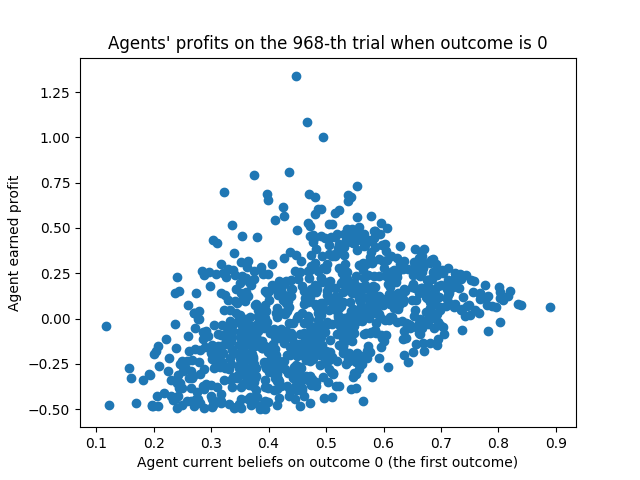 Agents' profits on the 968-th trial when outcome is 0
1.25
1.00
0.75
0.50
0.25
0.00
−0.25
−0.50
Agent earned profit
0.1 0.2 0.3 0.4 0.5 0.6 0.7 0.8 0.9
Agent current beliefs on outcome 0 (the first outcome)